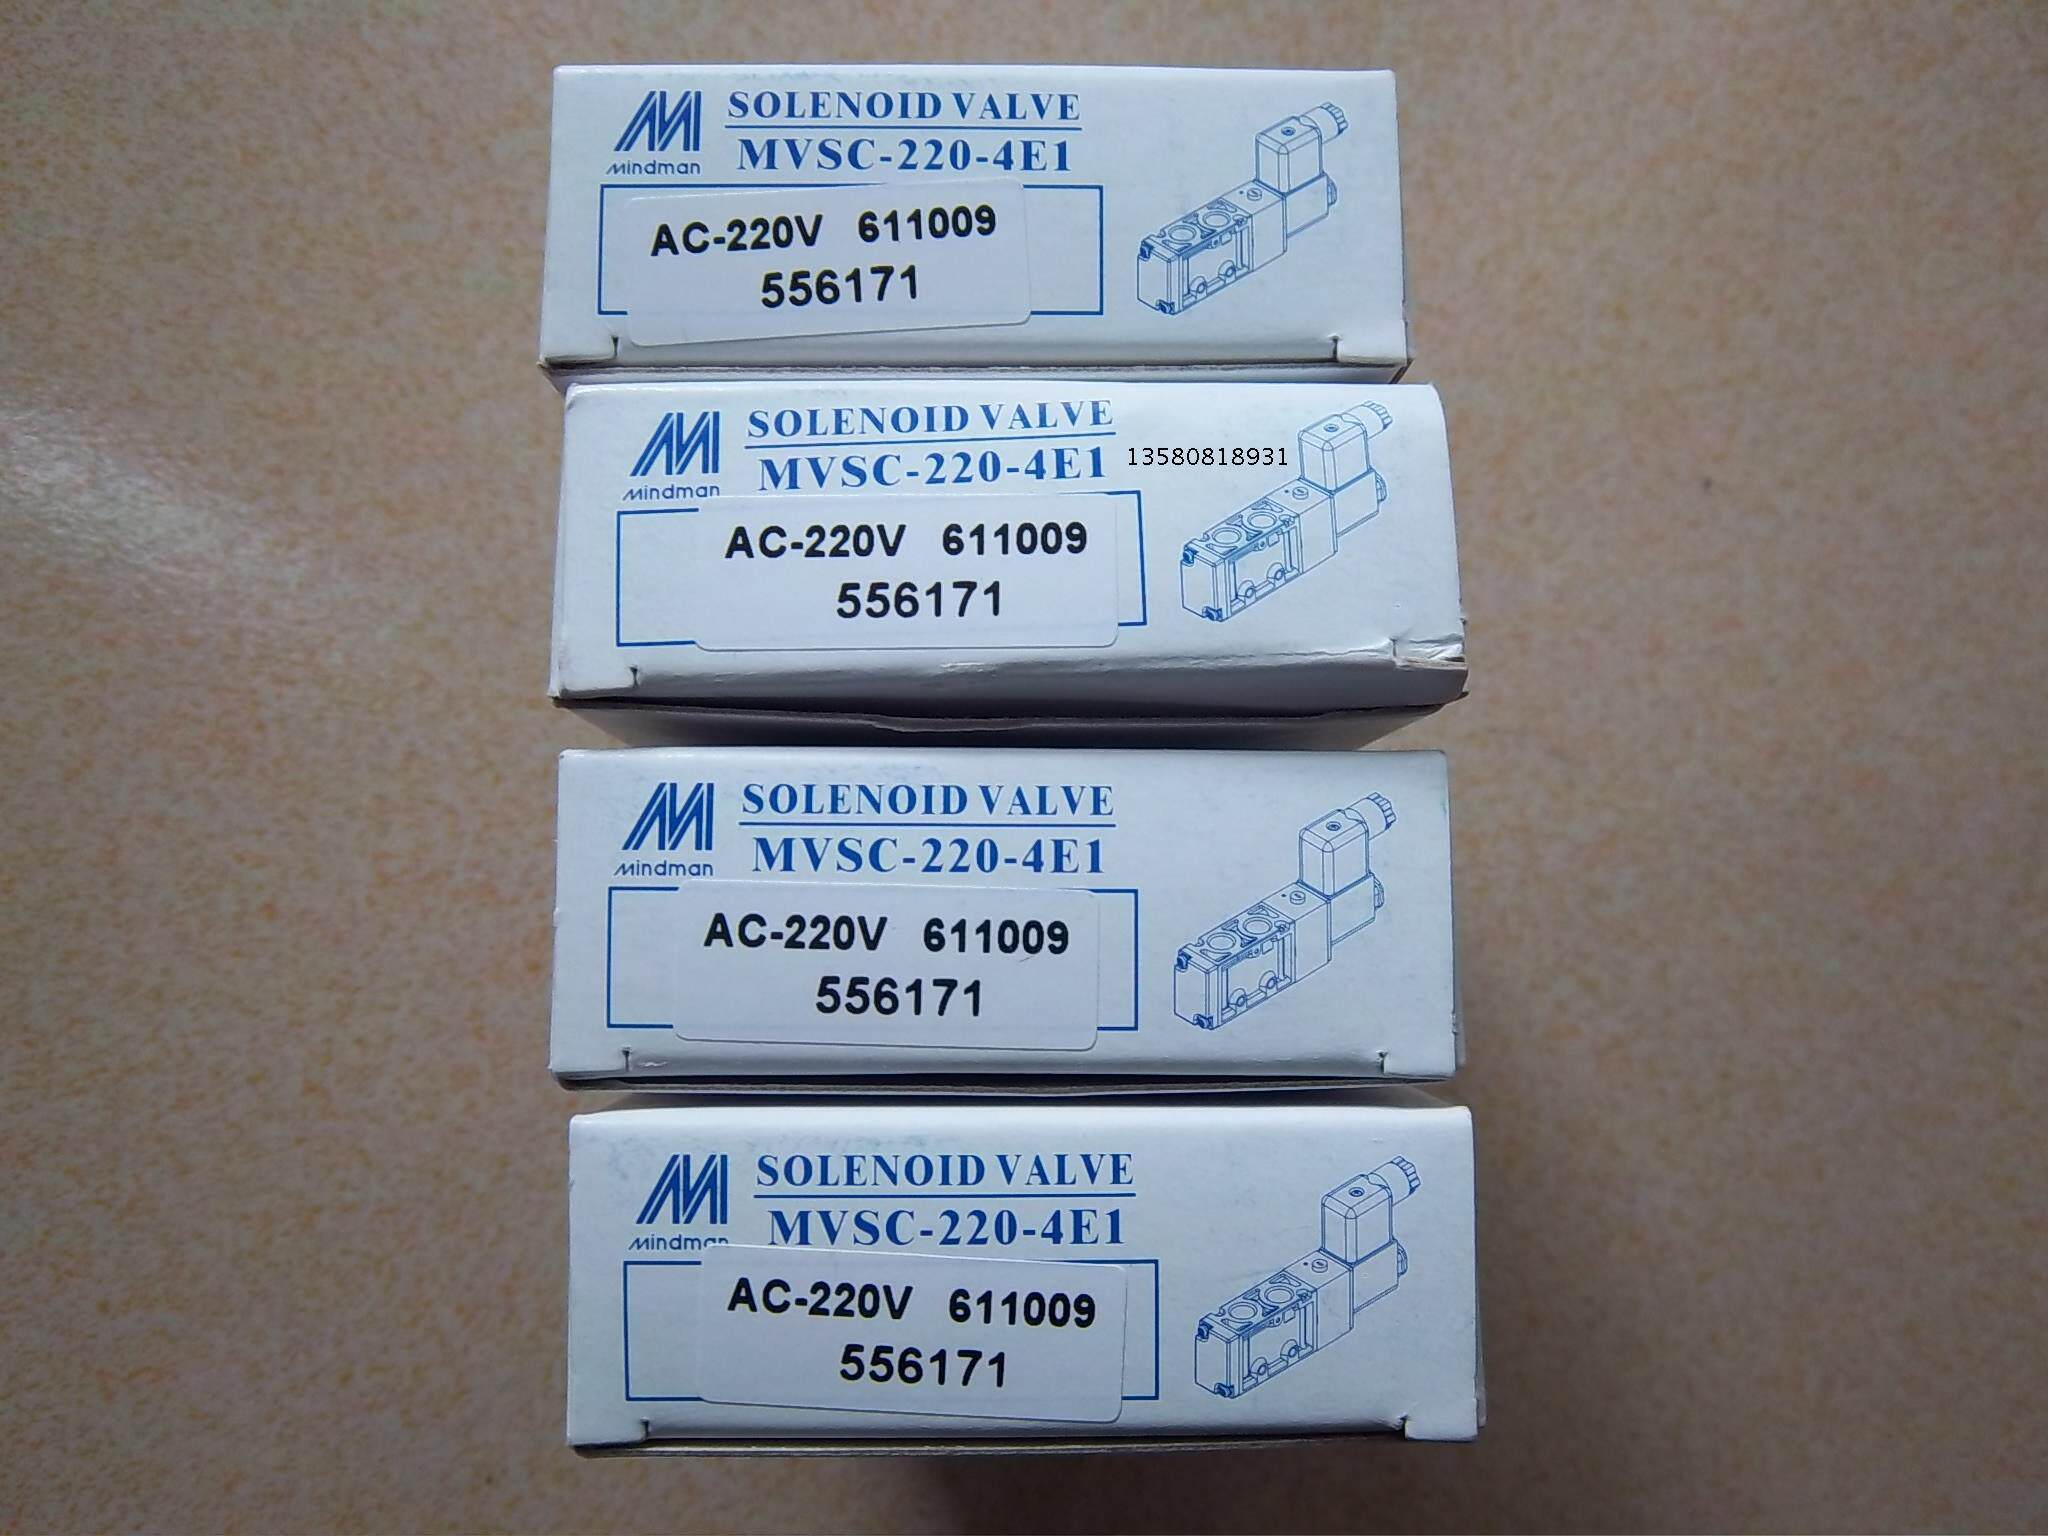 SOLENOID VALVE
MVSC-220-4E1
Mindman
AC-220V 611009
556171
SOLENOID VALVE
MVSC-220-4E1 13580818931
Mindman
AC-220V 611009
556171
SOLENOID VALVE
MVSC-220-4E1
Mindman
AC-220V 611009
556171
SOLENOID VALVE
MVSC-220-4E1
Mindman
AC-220V 611009
556171